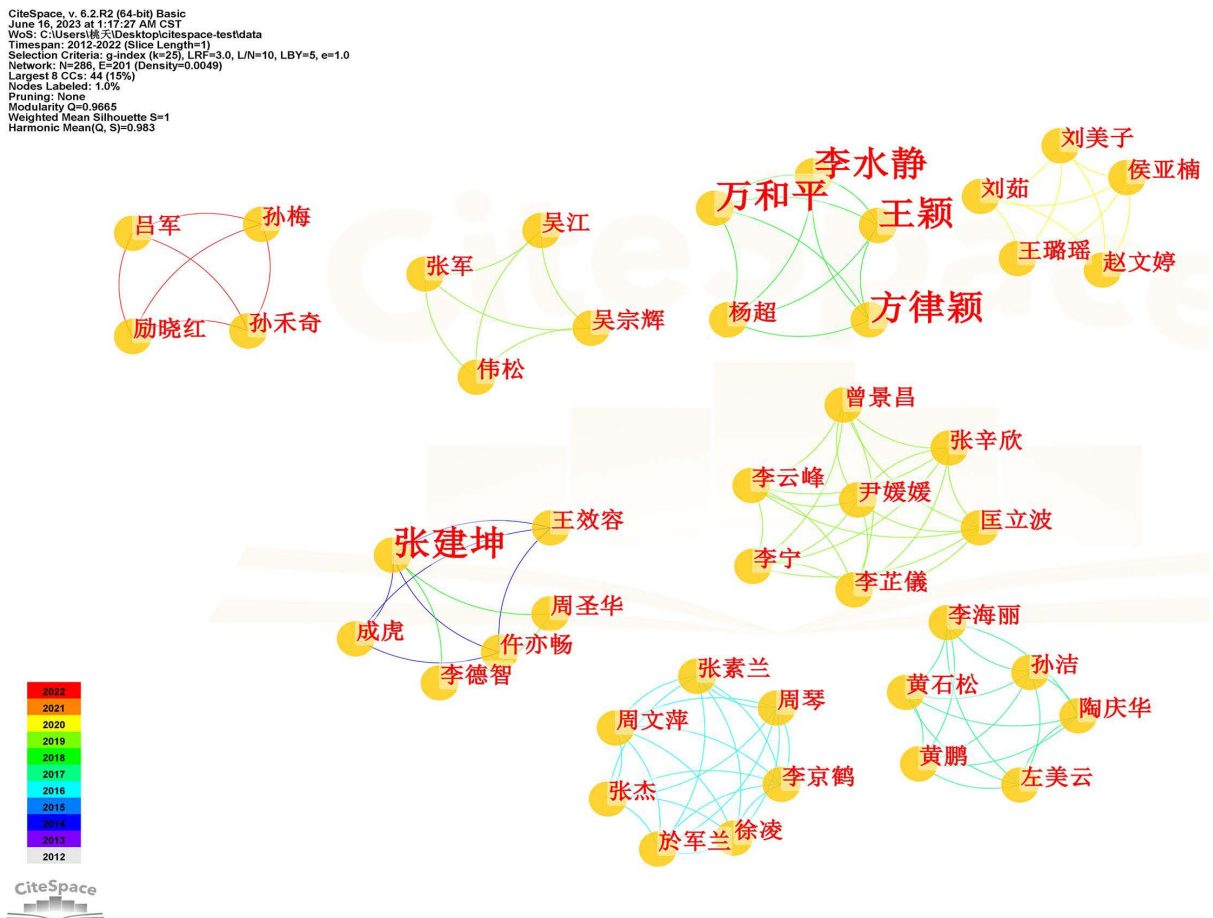 CiteSpace, v. 6.2.R2 (64-bit) Basic
June 16, 2023 at 1:17:27 AM CST
WoS: C:\Users\桃夭\Desktop\citespace-test\data
Timespan: 2012-2022 (Slice Length=1)
Selection Criteria: g-index (k=25), LRF=3.0, L/N=10, LBY=5, e=1.0
Network: N=286, E=201 (Density=0.0049)
Largest 8 CCs: 44 (15%)
Nodes Labeled: 1.0%
Pruning: None
Modularity Q=0.9665
Weighted Mean Silhouette S=1
Harmonic Mean(Q, S)=0.983
吕军
孙梅
励晓红
孙禾奇
吴江
张军
吴宗辉
伟松
李水静
万和平
王颖
杨超
方律颖
刘美子
侯亚楠
刘茹
王璐瑶
赵文婷
曾景昌
张辛欣
李云峰
尹媛媛
匡立波
李宁
李芷儀
王效容
张建坤
周圣华
成虎
仵亦畅
李德智
李海丽
孙洁
黄石松
陶庆华
黄鹏
左美云
张素兰
周琴
周文萍
李京鹤
张杰
徐凌
於军兰
2022
2021
2020
2019
2018
2017
2016
2015
2014
2013
2012
CiteSpace
CiteSpace